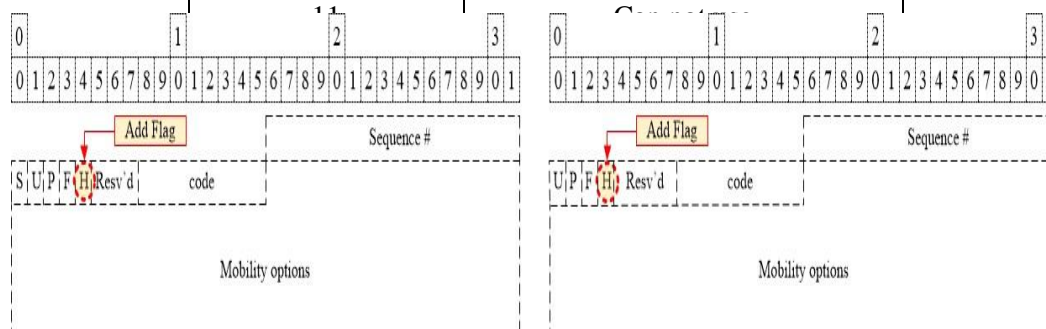 11 Can not use
0 1 2 3
0 1 2 3 4 5 6 7 8 9 0 1 2 3 4 5 6 7 8 9 0 1 2 3 4 5 6 7 8 9 0 1
Add Flag
Sequence #
S U P F H Resv'd code
Mobility options
0 1 2 3
0 1 2 3 4 5 6 7 8 9 0 1 2 3 4 5 6 7 8 9 0 1 2 3 4 5 6 7 8 9 0
Add Flag
Sequence #
U P F H Resv'd code
Mobility options